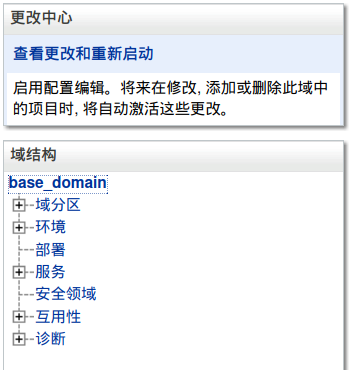 更改中心
查看更改和重新启动
启用配置编辑。将来在修改, 添加或删除此域中
的项目时, 将自动激活这些更改。
域结构
base_domain
域分区
环境
部署
服务
安全领域
互用性
诊断